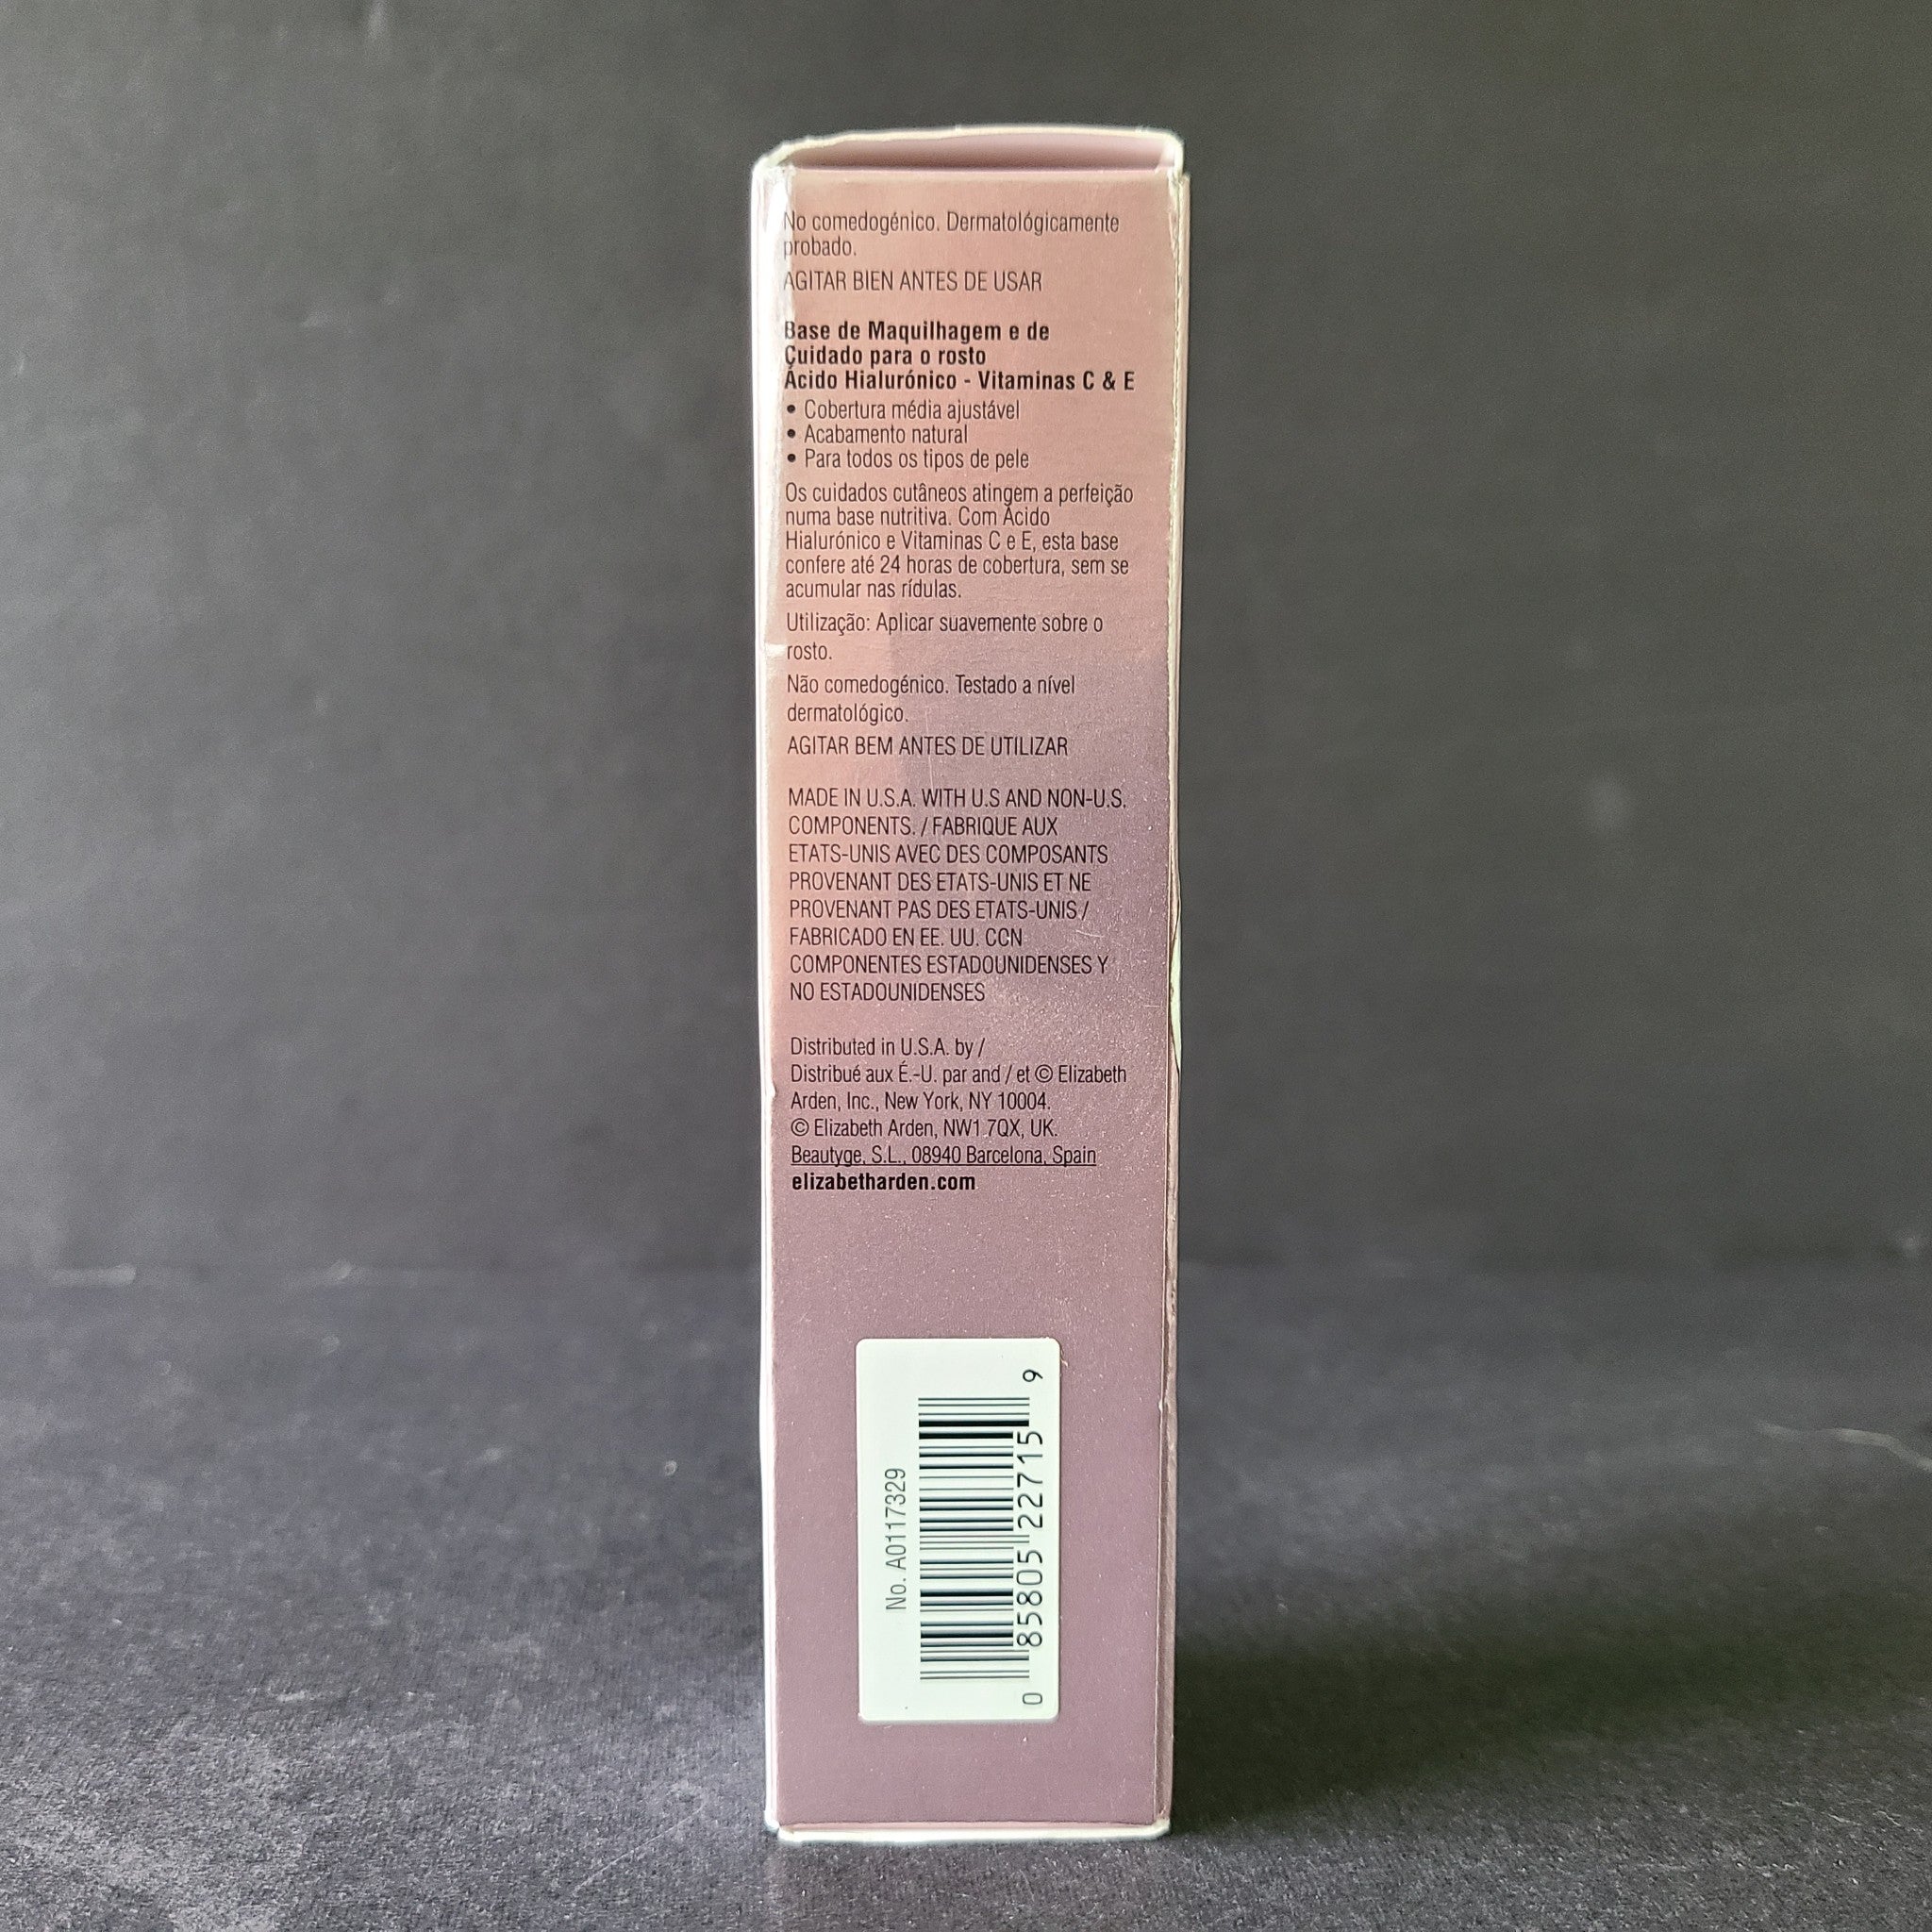 No comedogénico. Dermatológicamente
probado.
AGITAR BIEN ANTES DE USAR
Base de Maquilhagem e de
Cuidado para o rosto
Ácido Hialurónico - Vitaminas C & E
• Cobertura média ajustável
• Acabamento natural
• Para todos os tipos de pele
Os cuidados cutâneos atingem a perfeição
numa base nutritiva. Com Ácido
Hialurónico e Vitaminas C e E, esta base
confere até 24 horas de cobertura, sem se
acumular nas rídulas.
Utilização: Aplicar suavemente sobre o
rosto.
Não comedogénico. Testado a nível
dermatológico.
AGITAR BEM ANTES DE UTILIZAR
MADE IN U.S.A. WITH U.S AND NON-U.S.
COMPONENTS. / FABRIQUE AUX
ETATS-UNIS AVEC DES COMPOSANTS
PROVENANT DES ETATS-UNIS ET NE
PROVENANT PAS DES ETATS-UNIS /
FABRICADO EN EE. UU. CCN
COMPONENTES ESTADOUNIDENSES Y
NO ESTADOUNIDENSES
Distributed in U.S.A. by /
Distribué aux É.-U. par and / et © Elizabeth
Arden, Inc., New York, NY 10004.
© Elizabeth Arden, NW1 7QX, UK.
Beautyge, S.L., 08940 Barcelona, Spain
elizabetharden.com
No. A0117329
0 85805 22715 9